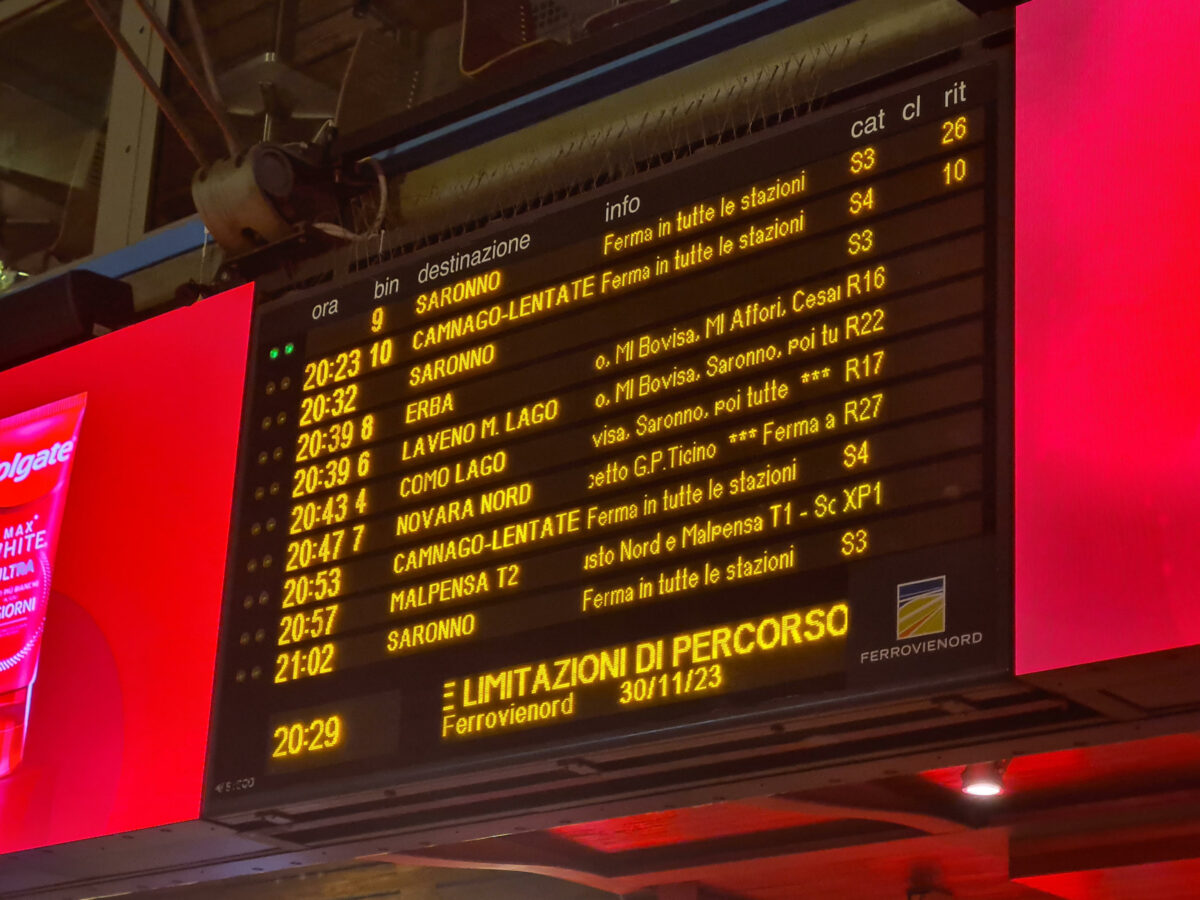 ora bin destinazione info cat cl rit
9 SARONNO Ferma in tutte le stazioni S3 26
20:23 10 CAMNAGO-LENTATE Ferma in tutte le stazioni S4 10
20:32 SARONNO S3
20:39 8 ERBA o, MI Bovisa, MI Affori, Cesar R16
20:39 6 LAVENO M. LAGO o, MI Bovisa, Saronno, poi tu R22
20:43 4 COMO LAGO visa, Saronno, poi tutte *** R17
20:47 7 NOVARA NORD cetto G.P.Ticino *** Ferma a R27
20:53 CAMNAGO-LENTATE Ferma in tutte le stazioni S4
20:57 MALPENSA T2 usto Nord e Malpensa T1 - Sc XP1
21:02 SARONNO Ferma in tutte le stazioni S3
20:29
E LIMITAZIONI DI PERCORSO
Ferrovienord 30/11/23
FERROVIENORD
olgate
MAX
WHITE
ULTRA
GIORNI